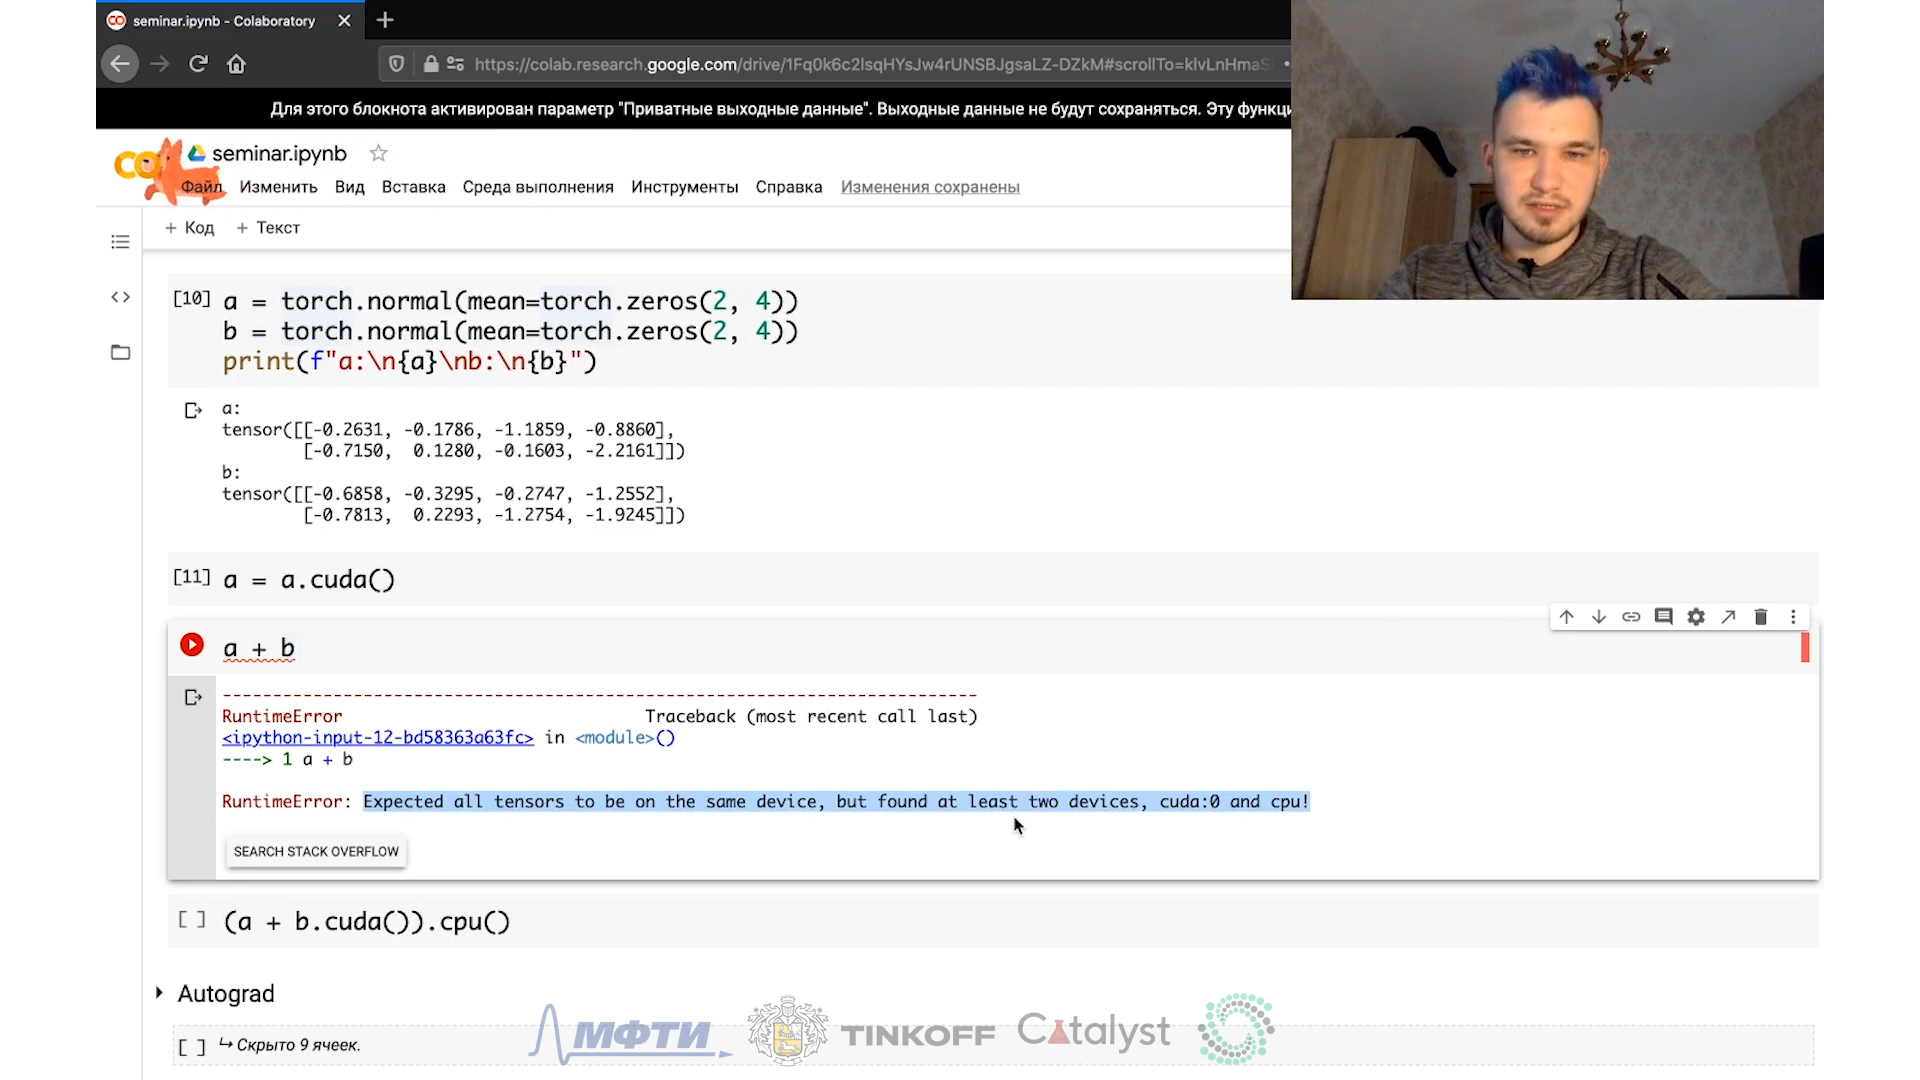 seminar.ipynb - Colaboratory
https://colab.research.google.com/drive/1Fq0k6c2lsqHYsJw4rUNSBJgsaLZ-DZkM#scrollTo=klvLnHmaS
Для этого блокнота активирован параметр "Приватные выходные данные". Выходные данные не будут сохраняться. Эту функци
seminar.ipynb
Файл Изменить Вид Вставка Среда выполнения Инструменты Справка Изменения сохранены
+ Код + Текст
[10] a = torch.normal(mean=torch.zeros(2, 4))
b = torch.normal(mean=torch.zeros(2, 4))
print(f"a:\n{a}\nb:\n{b}")
a:
tensor([[-0.2631, -0.1786, -1.1859, -0.8860],
[-0.7150, 0.1280, -0.1603, -2.2161]])
b:
tensor([[-0.6858, -0.3295, -0.2747, -1.2552],
[-0.7813, 0.2293, -1.2754, -1.9245]])
[11] a = a.cuda()
a + b
---------------------------------------------------------------------------
RuntimeError Traceback (most recent call last)
<ipython-input-12-bd58363a63fc> in <module>()
----> 1 a + b
RuntimeError: Expected all tensors to be on the same device, but found at least two devices, cuda:0 and cpu!
SEARCH STACK OVERFLOW
[ ] (a + b.cuda()).cpu()
Autograd
[ ] ↳ Скрыто 9 ячеек.
МФТИ TINKOFF Catalyst